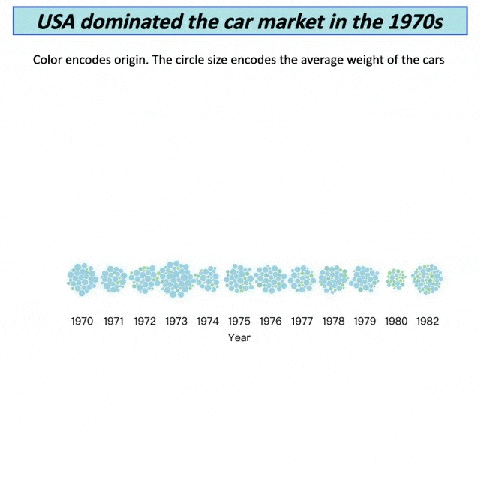 USA dominated the car market in the 1970s
Color encodes origin. The circle size encodes the average weight of the cars
1970 1971 1972 1973 1974 1975 1976 1977 1978 1979 1980 1982
Year